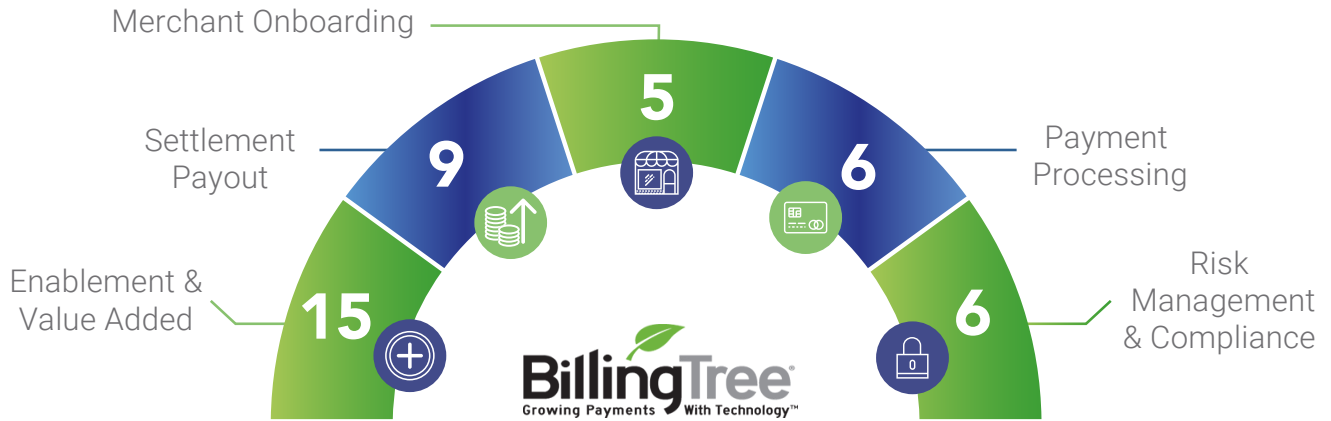 Merchant Onboarding
5
Settlement
Payout
9
6
Payment
Processing
Enablement &
Value Added
15
6
Risk
Management
& Compliance
0
BillingTree®
Growing Payments With Technology™